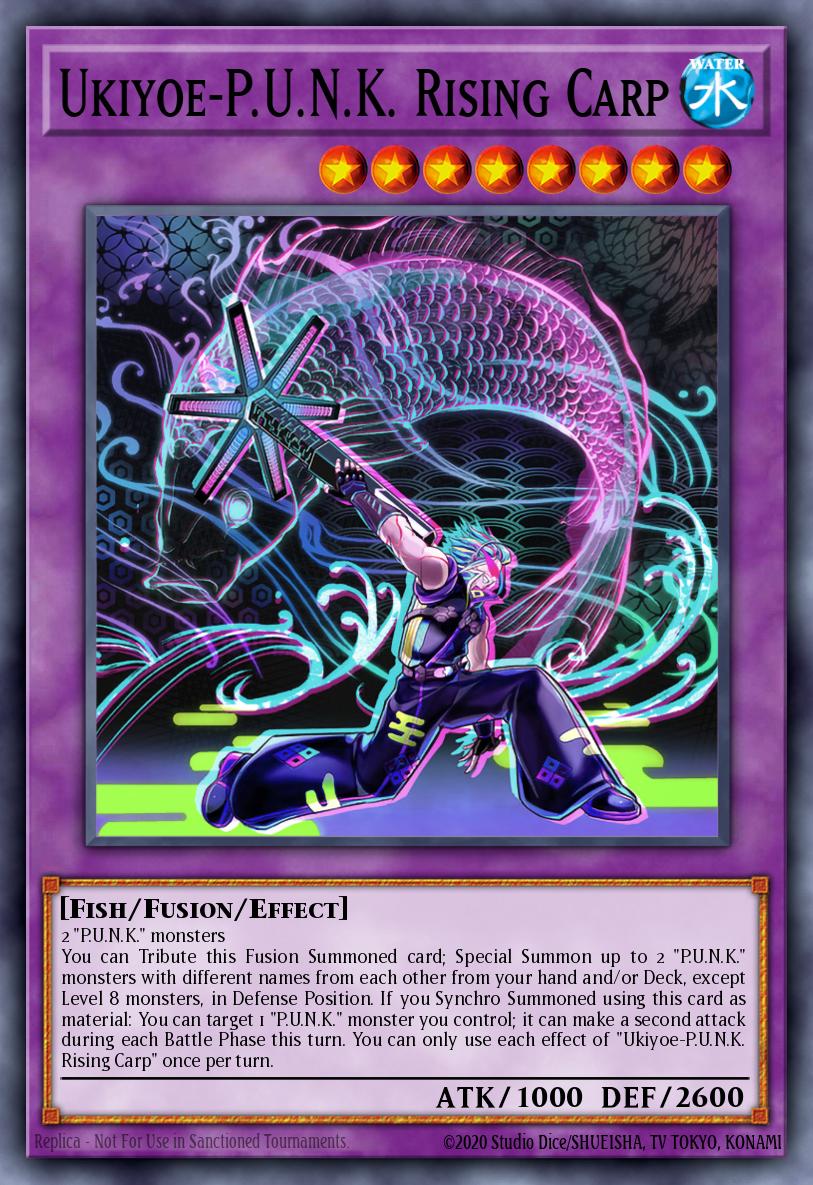 Ukiyoe-P.U.N.K. Rising Carp
WATER
水
[Fish/Fusion/Effect]
2 "P.U.N.K." monsters
You can Tribute this Fusion Summoned card; Special Summon up to 2 "P.U.N.K."
monsters with different names from each other from your hand and/or Deck, except
Level 8 monsters, in Defense Position. If you Synchro Summoned using this card as
material: You can target 1 "P.U.N.K." monster you control; it can make a second attack
during each Battle Phase this turn. You can only use each effect of "Ukiyoe-P.U.N.K.
Rising Carp" once per turn.
ATK/1000 DEF/2600
Replica - Not For Use in Sanctioned Tournaments.
©2020 Studio Dice/SHUEISHA, TV TOKYO, KONAMI